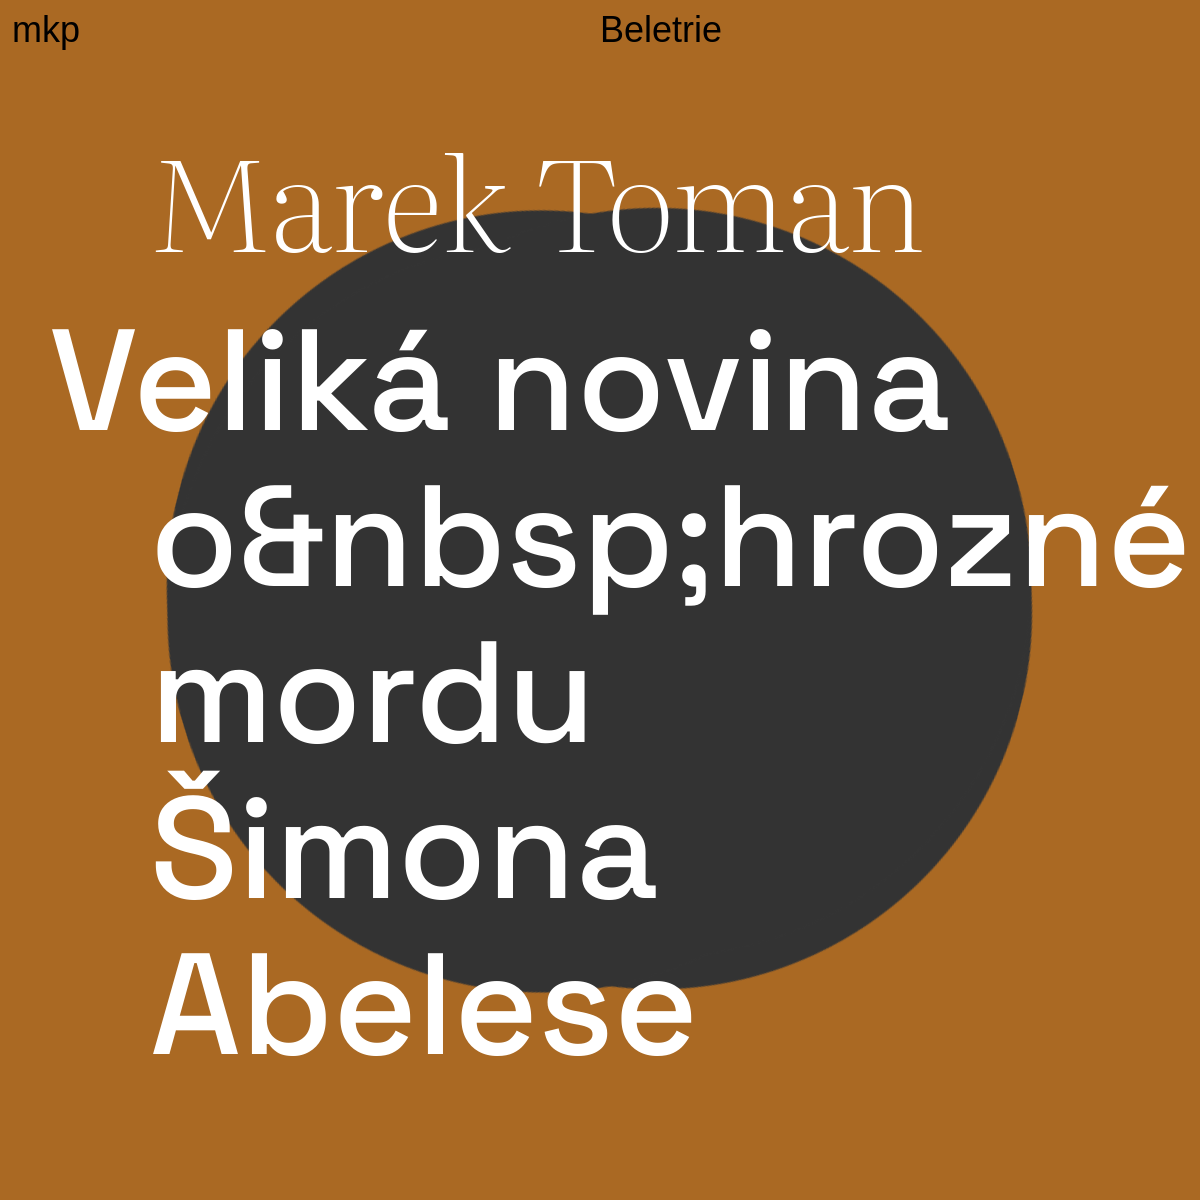 mkp
Beletrie
Marek Toman
Veliká novina
o&nbsp;hrozné
mordu
Šimona
Abelese